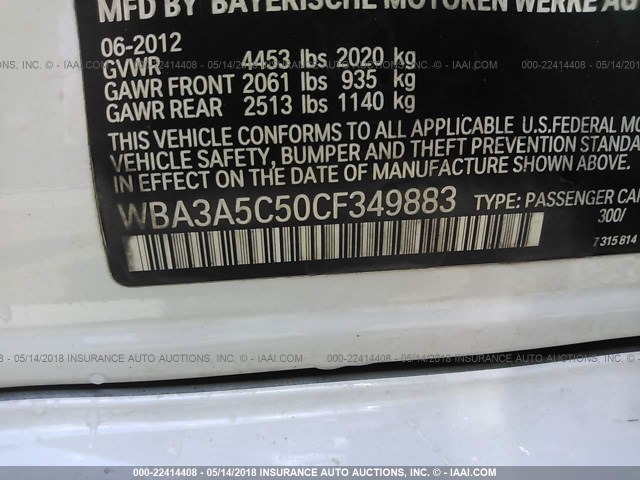 MFD BY BAYERISCHE MOTOREN WERKE AG
06-2012
GVWR 4453 lbs 2020 kg
GAWR FRONT 2061 lbs 935 kg
GAWR REAR 2513 lbs 1140 kg
THIS VEHICLE CONFORMS TO ALL APPLICABLE U.S.FEDERAL MO
VEHICLE SAFETY, BUMPER AND THEFT PREVENTION STANDA
IN EFFECT ON THE DATE OF MANUFACTURE SHOWN ABOVE.
WBA3A5C50CF349883 TYPE: PASSENGER CAR
300/
7 315 814
000-22414408 - 05/14/2018 INSURANCE AUTO AUCTIONS, INC. - © IAAI.COM